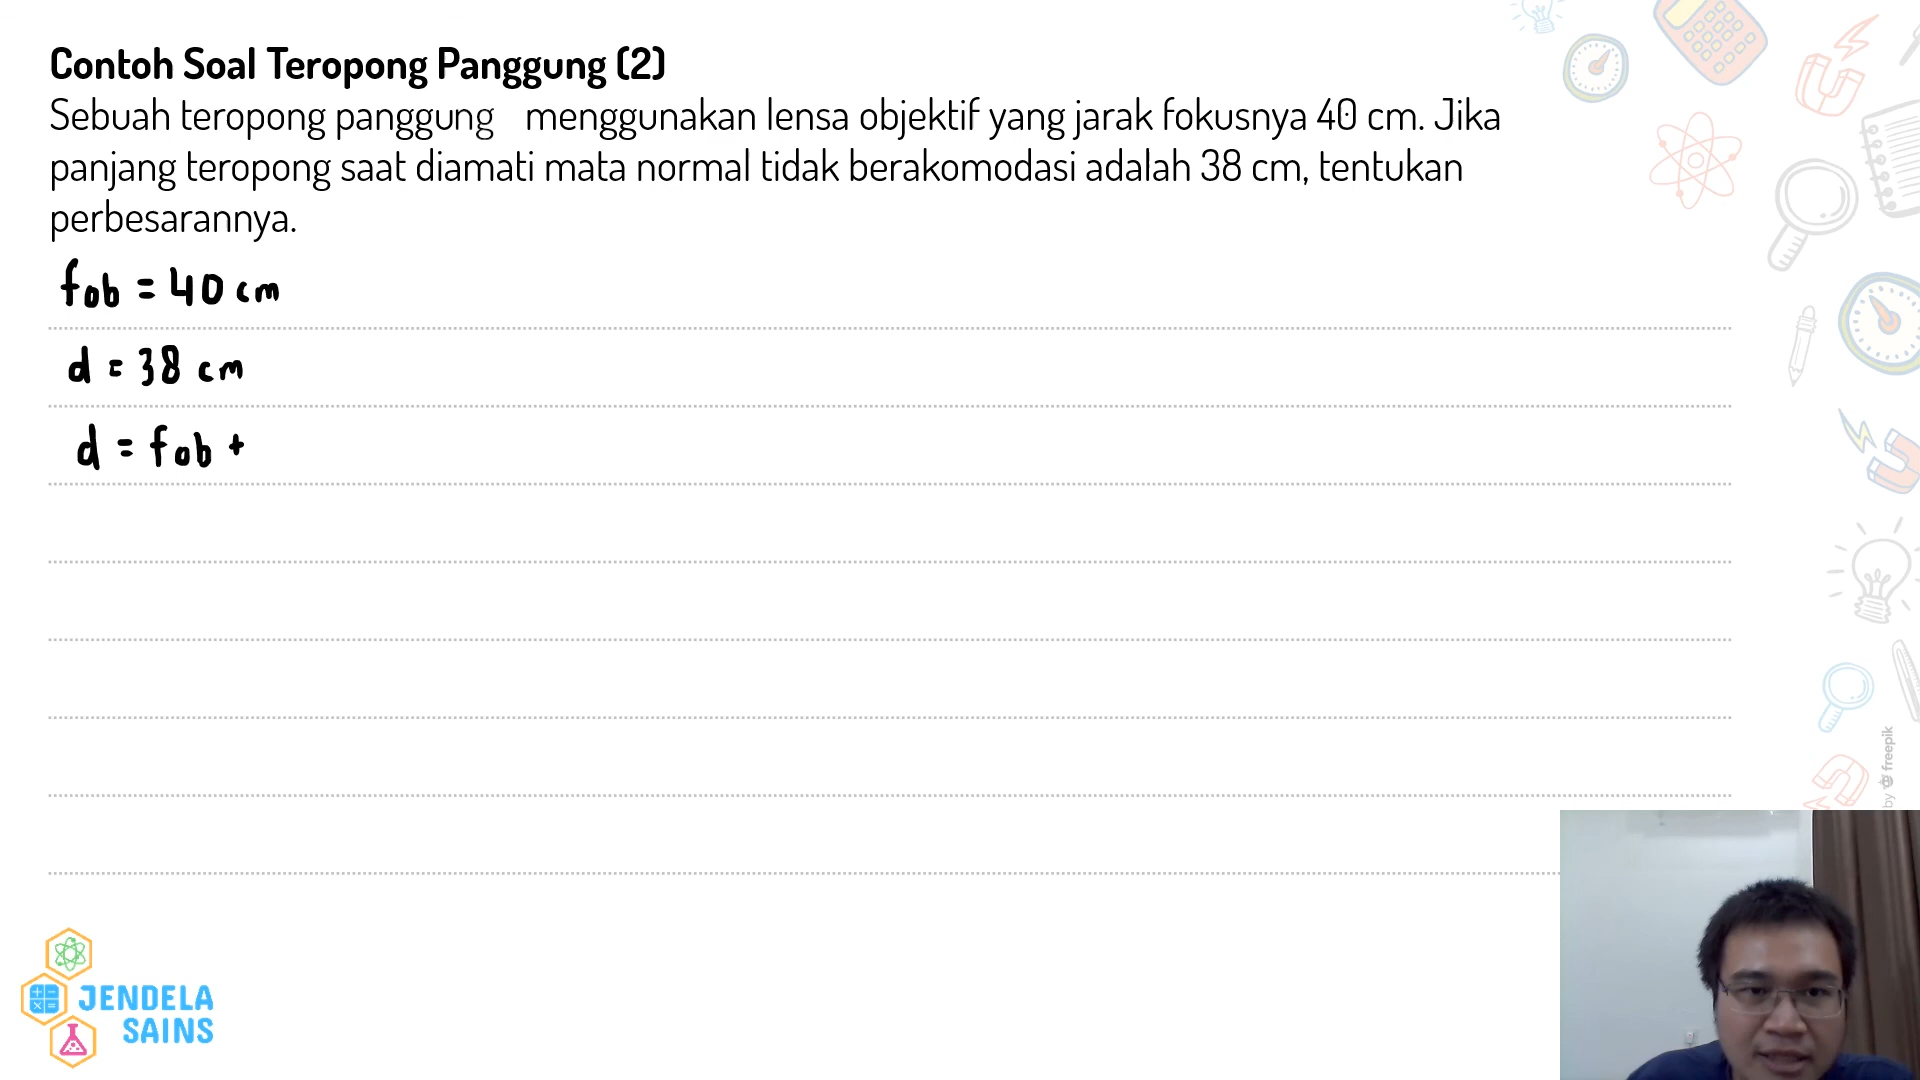 Contoh Soal Teropong Panggung (2)
Sebuah teropong panggung menggunakan lensa objektif yang jarak fokusnya 40 cm. Jika
panjang teropong saat diamati mata normal tidak berakomodasi adalah 38 cm, tentukan
perbesarannya.
fob = 40 cm
d = 38 cm
d = fob +
by freepik
JENDELA
SAINS